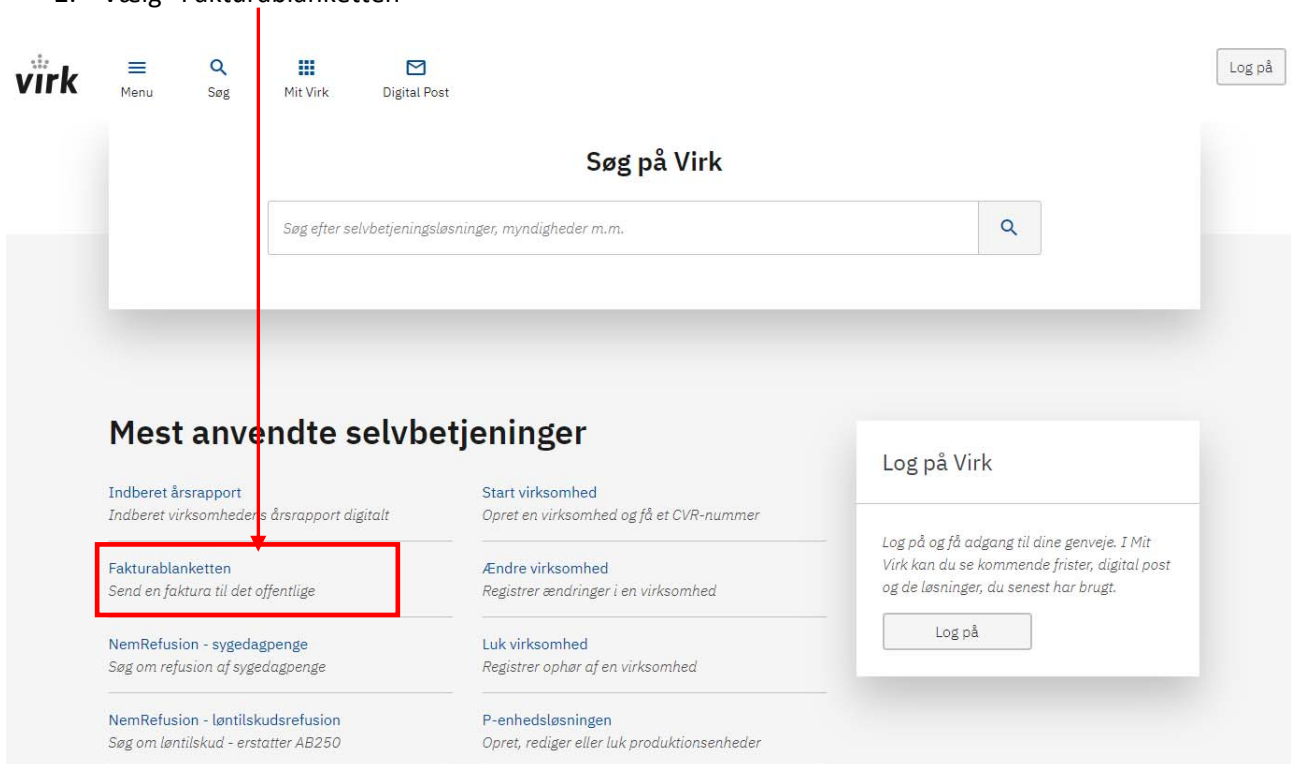 Fakturablanketten
virk
Menu
Søg
Mit Virk
Digital Post
Log på
Søg på Virk
Søg efter selvbetjeningsløsninger, myndigheder m.m.
Mest anvendte selvbetjeninger
Indberet årsrapport
Indberet virksomhedens årsrapport digitalt
Fakturablanketten
Send en faktura til det offentlige
NemRefusion - sygedagpenge
Søg om refusion af sygedagpenge
NemRefusion - løntilskudsrefusion
Søg om løntilskud - erstatter AB250
Start virksomhed
Opret en virksomhed og få et CVR-nummer
Ændre virksomhed
Registrer ændringer i en virksomhed
Luk virksomhed
Registrer ophør af en virksomhed
P-enhedsløsningen
Opret, rediger eller luk produktionsenheder
Log på Virk
Log på og få adgang til dine genveje. I Mit
Virk kan du se kommende frister, digital post
og de løsninger, du senest har brugt.
Log på